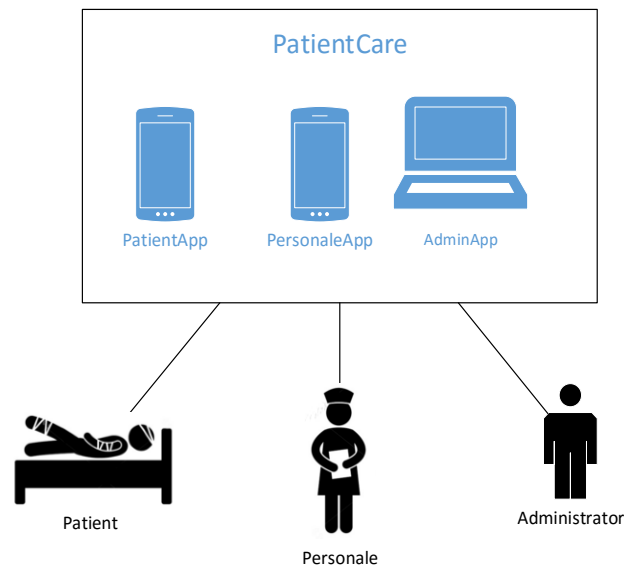 PatientCare
PatientApp
PersonaleApp
AdminApp
Patient
Personale
Administrator